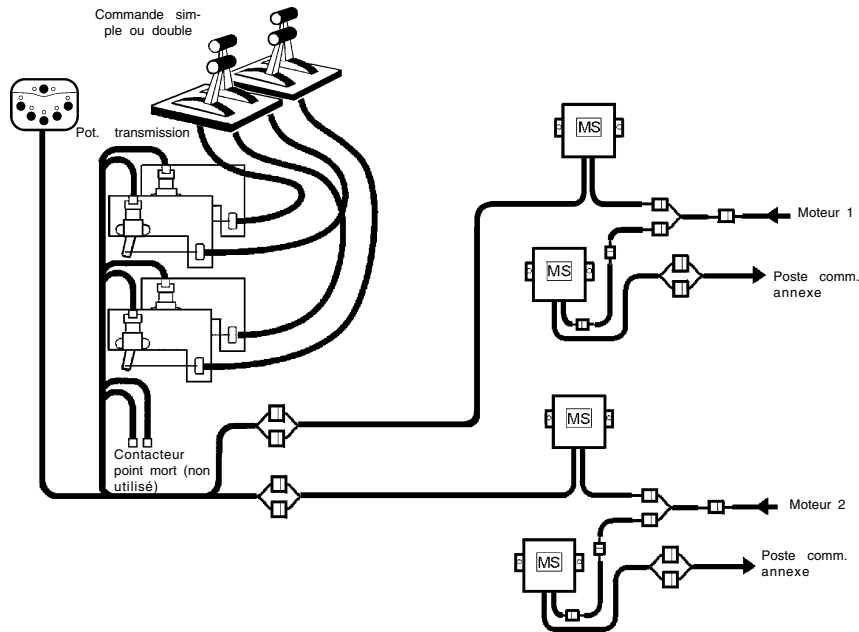 Commande sim-
ple ou double
Pot. transmission
MS
Moteur 1
MS
Poste comm.
annexe
MS
Contacteur
point mort (non
utilisé)
Moteur 2
MS
Poste comm.
annexe